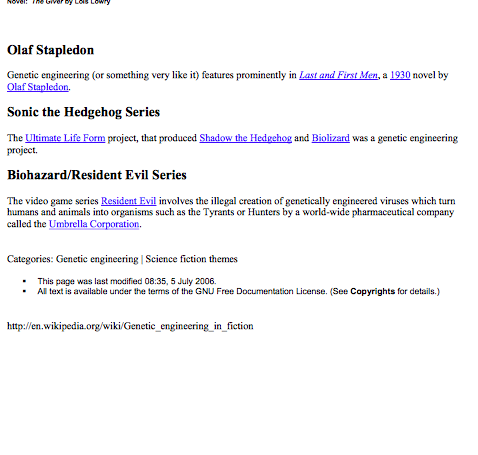 Novel: The Giver by Lois Lowry
Olaf Stapledon
Genetic engineering (or something very like it) features prominently in Last and First Men, a 1930 novel by
Olaf Stapledon.
Sonic the Hedgehog Series
The Ultimate Life Form project, that produced Shadow the Hedgehog and Biolizard was a genetic engineering
project.
Biohazard/Resident Evil Series
The video game series Resident Evil involves the illegal creation of genetically engineered viruses which turn
humans and animals into organisms such as the Tyrants or Hunters by a world-wide pharmaceutical company
called the Umbrella Corporation.
Categories: Genetic engineering | Science fiction themes
• This page was last modified 08:35, 5 July 2006.
• All text is available under the terms of the GNU Free Documentation License. (See Copyrights for details.)
http://en.wikipedia.org/wiki/Genetic_engineering_in_fiction